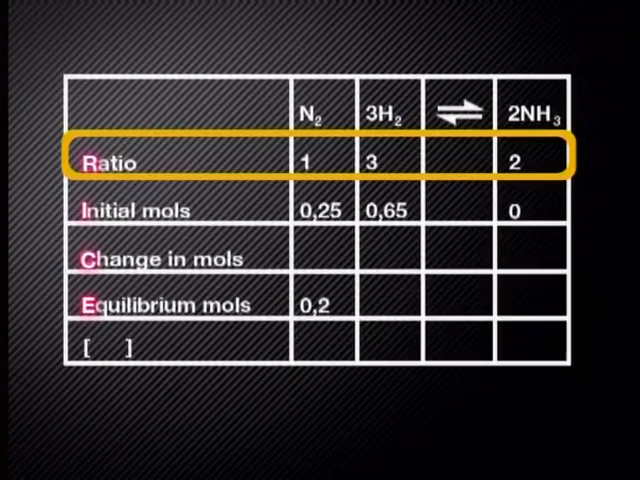 N₂ 3H₂ ⇌ 2NH₃
Ratio 1 3 2
Initial mols 0,25 0,65 0
Change in mols
Equilibrium mols 0,2
[ ]